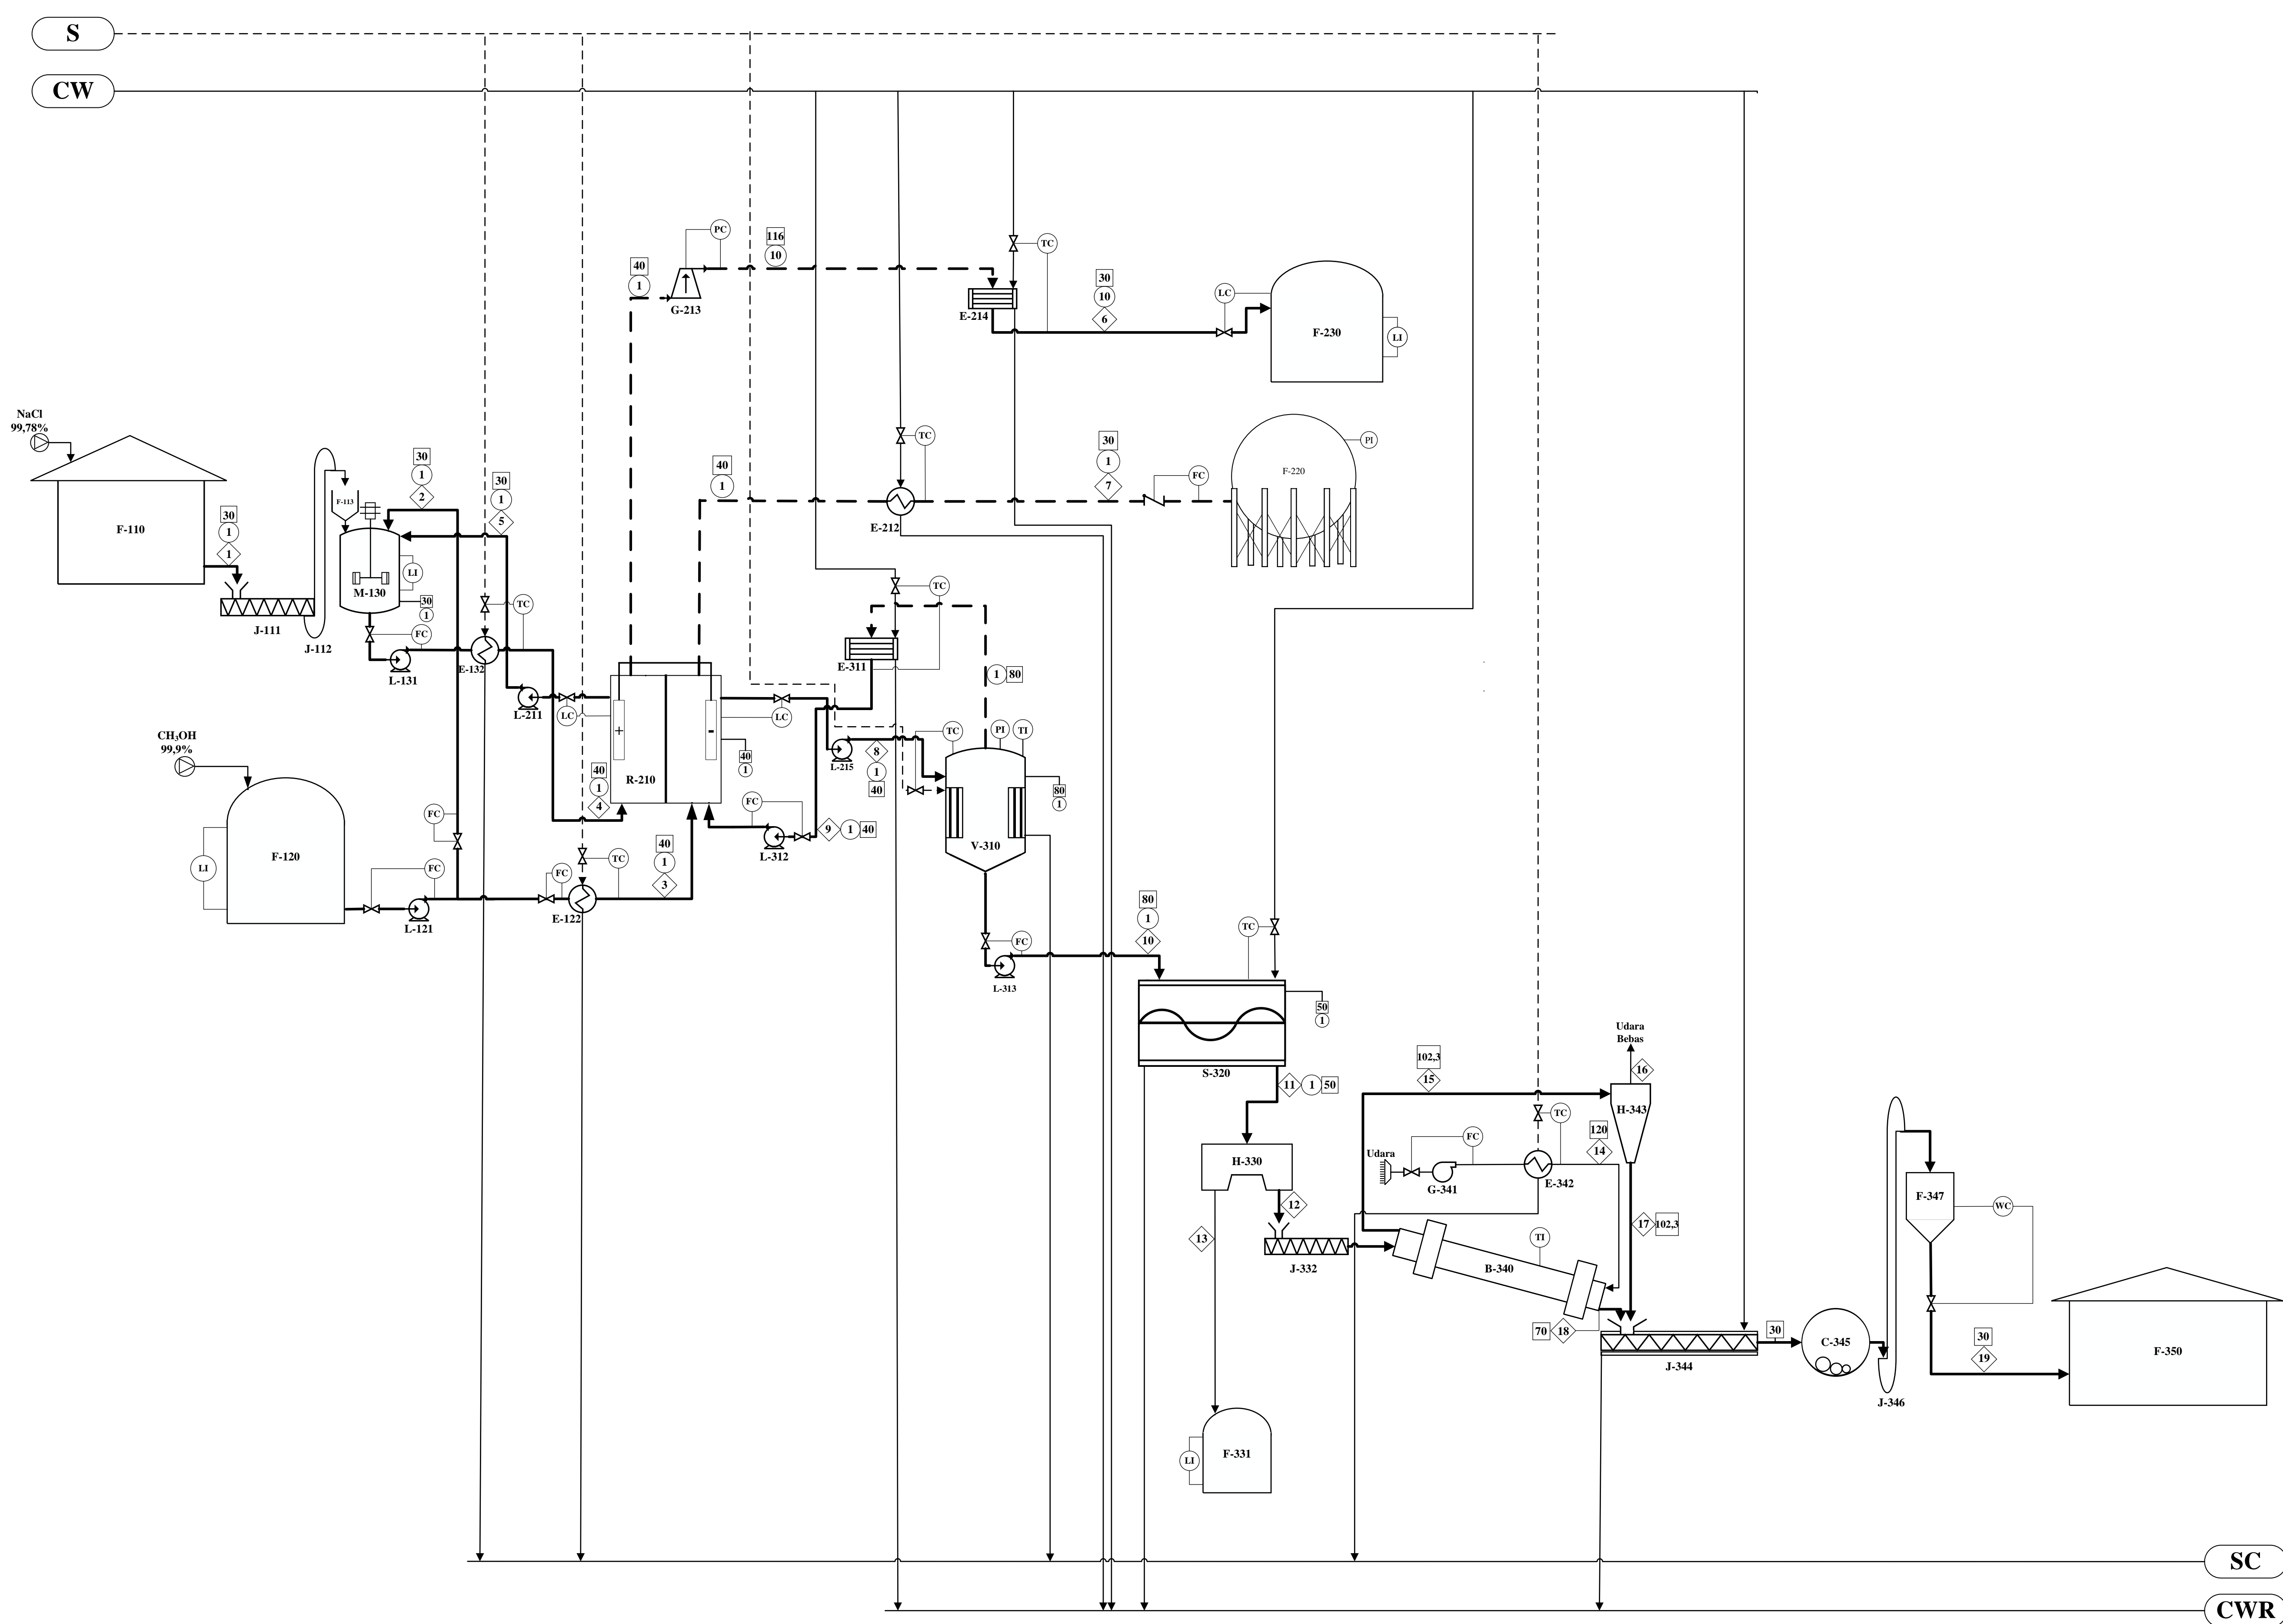 S
CW
PC
116
10
40
1
G-213
TC
E-214
30
10
6
LC
F-230
LI
NaCl
99,78%
F-110
30
1
1
J-111
J-112
F-113
30
1
2
30
1
5
M-130
LI
30
1
FC
L-131
E-132
TC
L-211
LC
40
1
TC
E-212
30
1
7
FC
F-220
PI
TC
E-311
1
80
+
-
R-210
LC
40
1
40
1
4
L-215
8
1
40
TC
PI
TI
80
1
V-310
FC
L-312
9
1
40
CH₃OH
99,9%
F-120
LI
FC
FC
L-121
FC
E-122
TC
40
1
3
FC
L-313
80
1
10
TC
50
1
S-320
11
1
50
H-330
12
13
J-332
F-331
LI
102,3
15
Udara
Bebas
16
H-343
Udara
FC
G-341
TC
E-342
120
14
17
102,3
TI
B-340
70
18
J-344
30
C-345
J-346
F-347
WC
30
19
F-350
SC
CWR